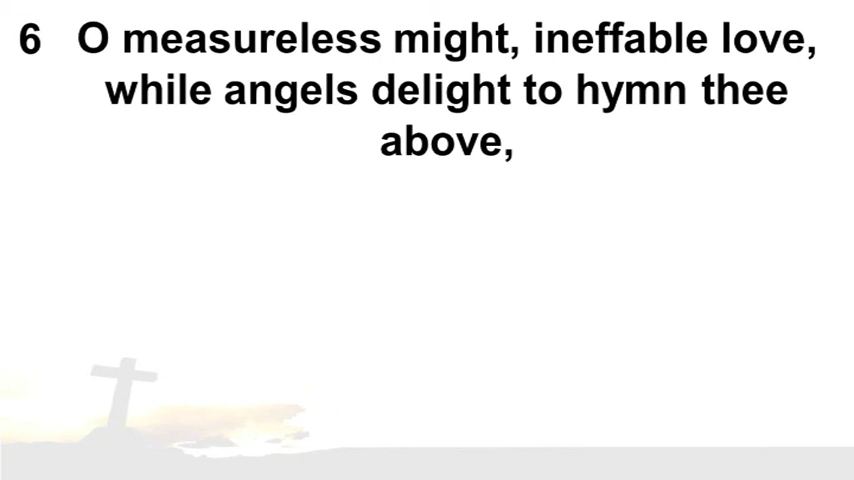 6 O measureless might, ineffable love,
while angels delight to hymn thee
above,